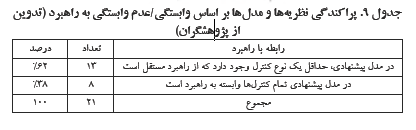 جدول ۹. پراکندگی نظریه‌ها و مدل‌ها بر اساس وابستگی/عدم وابستگی به راهبرد (تدوین
از پژوهشگران)
رابطه با راهبرد تعداد درصد
در مدل پیشنهادی، حداقل یک نوع کنترل وجود دارد که از راهبرد مستقل است ۱۳ ۶۲%
در مدل پیشنهادی تمام کنترل‌ها وابسته به راهبرد است ۸ ۳۸%
مجموع ۲۱ ۱۰۰